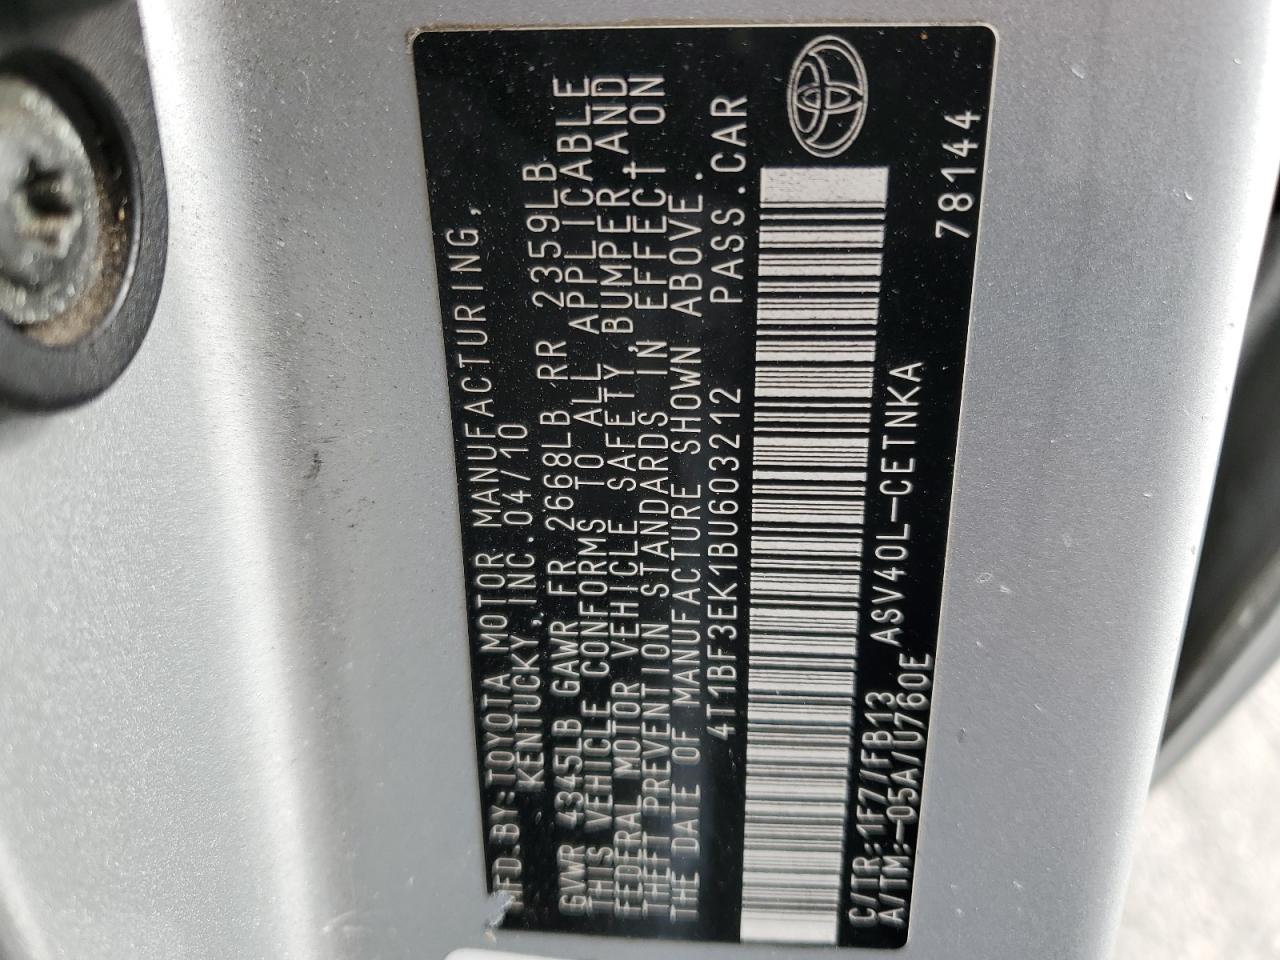 MFD.BY:TOYOTA MOTOR MANUFACTURING,
KENTUCKY, INC.04/10
GVWR 4345LB GAWR FR 2668LB RR 2359LB
THIS VEHICLE CONFORMS TO ALL APPLICABLE
FEDERAL MOTOR VEHICLE SAFETY,BUMPER,AND
THEFT PREVENTION STANDARDS IN EFFECT ON
THE DATE OF MANUFACTURE SHOWN ABOVE.
4T1BF3EK1BU603212 PASS.CAR
C/TR:1F7/FB13 ASV40L-CETNKA
A/TM:-05A/U760E
78144